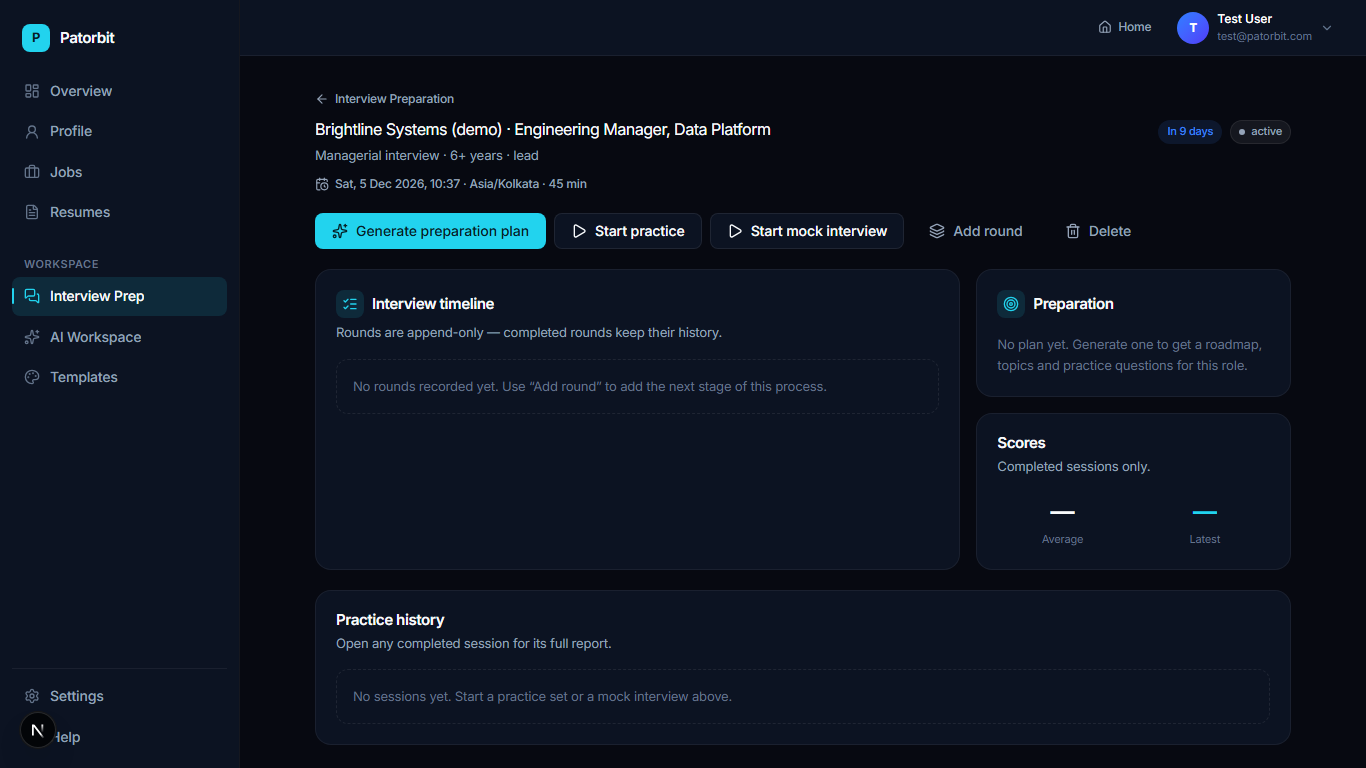 P Patorbit
Overview
Profile
Jobs
Resumes
WORKSPACE
Interview Prep
AI Workspace
Templates
Settings
N Help
Home
T Test User
test@patorbit.com
Interview Preparation
Brightline Systems (demo) · Engineering Manager, Data Platform
In 9 days
active
Managerial interview · 6+ years · lead
Sat, 5 Dec 2026, 10:37 · Asia/Kolkata · 45 min
Generate preparation plan
Start practice
Start mock interview
Add round
Delete
Interview timeline
Rounds are append-only — completed rounds keep their history.
No rounds recorded yet. Use “Add round” to add the next stage of this process.
Preparation
No plan yet. Generate one to get a roadmap,
topics and practice questions for this role.
Scores
Completed sessions only.
— —
Average Latest
Practice history
Open any completed session for its full report.
No sessions yet. Start a practice set or a mock interview above.